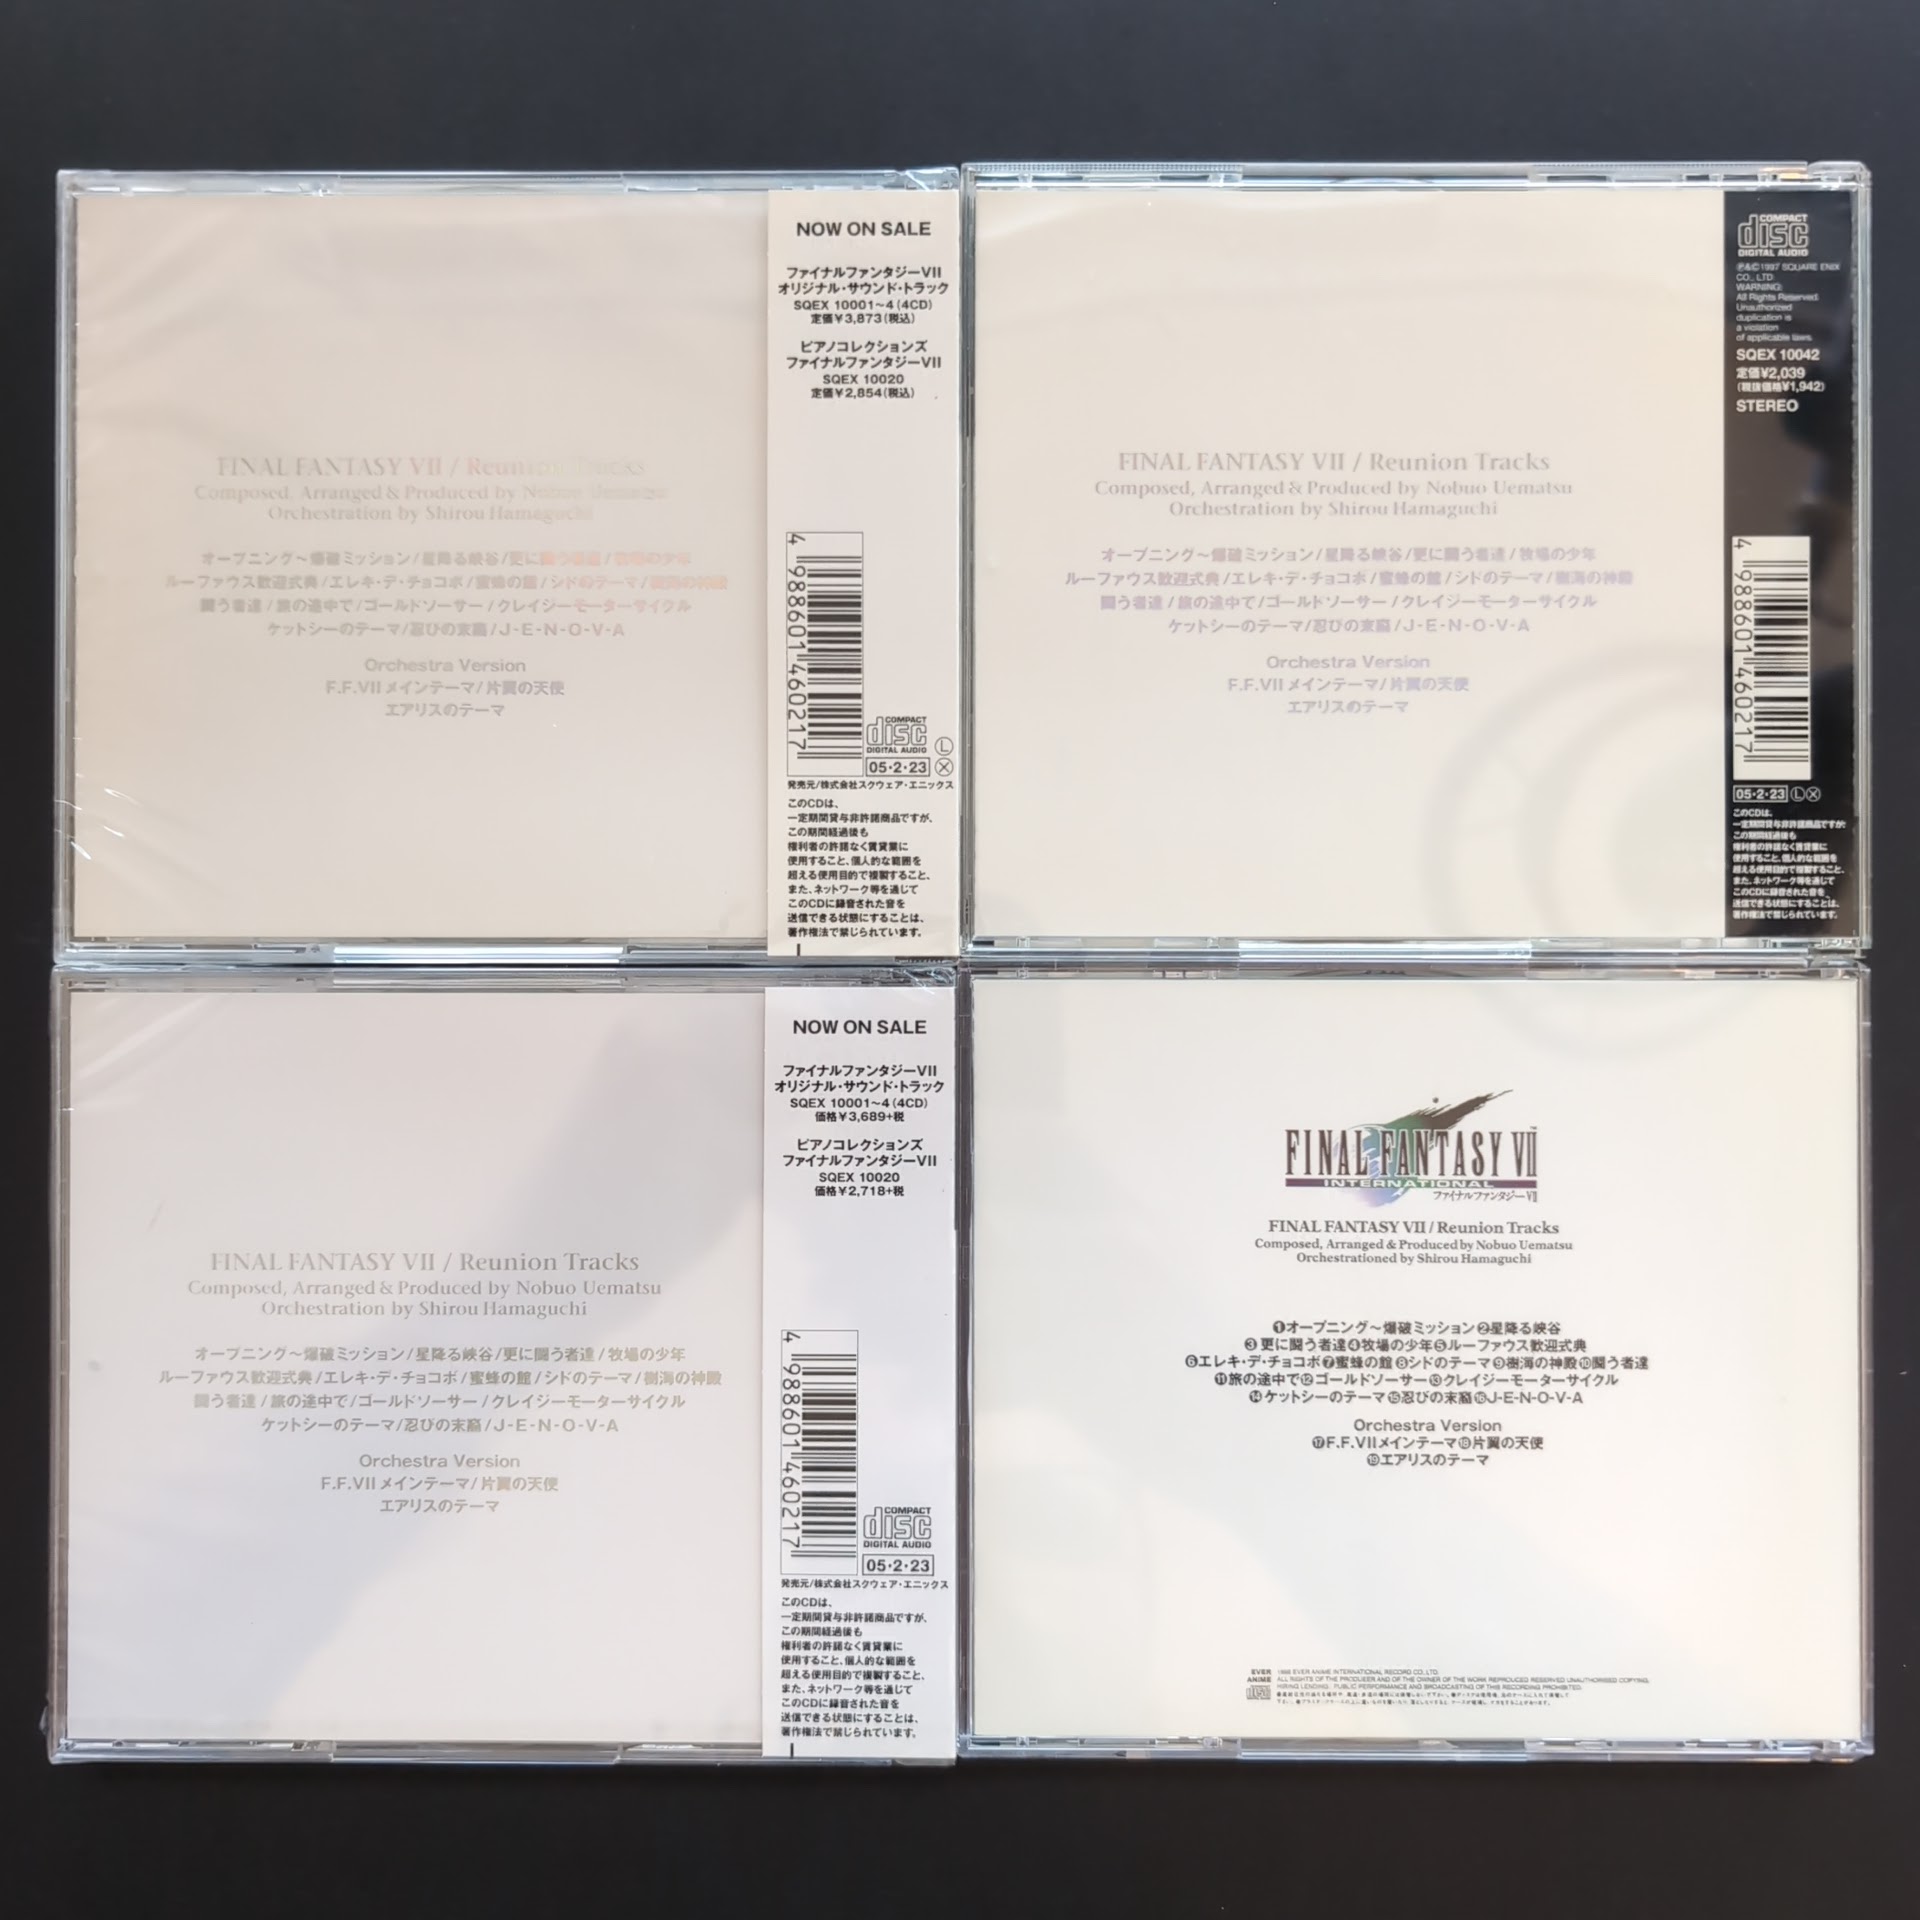 FINAL FANTASY VII / Reunion Tracks
Composed, Arranged & Produced by Nobuo Uematsu
Orchestration by Shirou Hamaguchi
オープニング~爆破ミッション/星降る峡谷/更に闘う者達/牧場の少年
ルーファウス歓迎式典/エレキ・デ・チョコボ/蜜蜂の館/シドのテーマ/樹海の神殿
闘う者達/旅の途中で/ゴールドソーサー/クレイジーモーターサイクル
ケットシーのテーマ/忍びの末裔/J-E-N-O-V-A
Orchestra Version
F.F.VIIメインテーマ/片翼の天使
エアリスのテーマ
NOW ON SALE
ファイナルファンタジーVII
オリジナル・サウンド・トラック
SQEX 10001~4 (4CD)
定価¥3,873(税込)
ピアノコレクションズ
ファイナルファンタジーVII
SQEX 10020
定価¥2,854(税込)
4 988601 460217
COMPACT disc DIGITAL AUDIO Ⓛ
05・2・23 Ⓧ
発売元/株式会社スクウェア・エニックス
このCDは、
一定期間貸与非許諾商品ですが、
この期間経過後も
権利者の許諾なく賃貸業に
使用すること、個人的な範囲を
超える使用目的で複製すること、
また、ネットワーク等を通じて
このCDに録音された音を
送信できる状態にすることは、
著作権法で禁じられています。
FINAL FANTASY VII / Reunion Tracks
Composed, Arranged & Produced by Nobuo Uematsu
Orchestration by Shirou Hamaguchi
オープニング~爆破ミッション/星降る峡谷/更に闘う者達/牧場の少年
ルーファウス歓迎式典/エレキ・デ・チョコボ/蜜蜂の館/シドのテーマ/樹海の神殿
闘う者達/旅の途中で/ゴールドソーサー/クレイジーモーターサイクル
ケットシーのテーマ/忍びの末裔/J-E-N-O-V-A
Orchestra Version
F.F.VIIメインテーマ/片翼の天使
エアリスのテーマ
COMPACT
disc
DIGITAL AUDIO
Ⓟ&©1997 SQUARE ENIX
CO., LTD.
WARNING:
All Rights Reserved.
Unauthorized
duplication is
a violation
of applicable laws.
SQEX 10042
定価¥2,039
(税抜価格¥1,942)
STEREO
4 988601 460217
05・2・23 ⓁⓍ
このCDは、
一定期間貸与非許諾商品ですが、
この期間経過後も
権利者の許諾なく賃貸業に
使用すること、個人的な範囲を
超える使用目的で複製すること、
また、ネットワーク等を通じて
このCDに録音された音を
送信できる状態にすることは、
著作権法で禁じられています。
FINAL FANTASY VII / Reunion Tracks
Composed, Arranged & Produced by Nobuo Uematsu
Orchestration by Shirou Hamaguchi
オープニング~爆破ミッション/星降る峡谷/更に闘う者達/牧場の少年
ルーファウス歓迎式典/エレキ・デ・チョコボ/蜜蜂の館/シドのテーマ/樹海の神殿
闘う者達/旅の途中で/ゴールドソーサー/クレイジーモーターサイクル
ケットシーのテーマ/忍びの末裔/J-E-N-O-V-A
Orchestra Version
F.F.VIIメインテーマ/片翼の天使
エアリスのテーマ
NOW ON SALE
ファイナルファンタジーVII
オリジナル・サウンド・トラック
SQEX 10001~4 (4CD)
価格¥3,689+税
ピアノコレクションズ
ファイナルファンタジーVII
SQEX 10020
価格¥2,718+税
4 988601 460217
COMPACT
disc
DIGITAL AUDIO
05・2・23
発売元/株式会社スクウェア・エニックス
このCDは、
一定期間貸与非許諾商品ですが、
この期間経過後も
権利者の許諾なく賃貸業に
使用すること、個人的な範囲を
超える使用目的で複製すること、
また、ネットワーク等を通じて
このCDに録音された音を
送信できる状態にすることは、
著作権法で禁じられています。
FINAL FANTASY VII
INTERNATIONAL
ファイナルファンタジーVII
FINAL FANTASY VII / Reunion Tracks
Composed, Arranged & Produced by Nobuo Uematsu
Orchestrationed by Shirou Hamaguchi
❶オープニング~爆破ミッション❷星降る峡谷
❸更に闘う者達❹牧場の少年❺ルーファウス歓迎式典
❻エレキ・デ・チョコボ❼蜜蜂の館❽シドのテーマ❾樹海の神殿❿闘う者達
⓫旅の途中で⓬ゴールドソーサー⓭クレイジーモーターサイクル
⓮ケットシーのテーマ⓯忍びの末裔⓰J-E-N-O-V-A
Orchestra Version
⓱F.F.VIIメインテーマ⓲片翼の天使
⓳エアリスのテーマ
EVER ANIME
1998 EVER ANIME INTERNATIONAL RECORD CO., LTD.
ALL RIGHTS OF THE PRODUCER AND OF THE OWNER OF THE WORK REPRODUCED RESERVED UNAUTHORISED COPYING,
HIRING LENDING : PUBLIC PERFORMANCE AND BROADCASTING OF THIS RECORDING PROHIBITED.